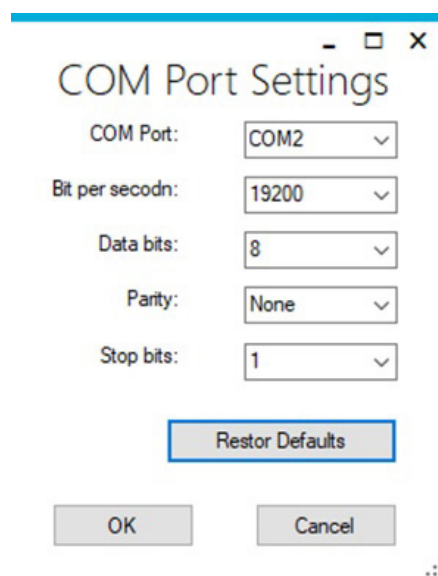 COM Port Settings
COM Port: COM2
Bit per secodn: 19200
Data bits: 8
Parity: None
Stop bits: 1
Restor Defaults
OK Cancel